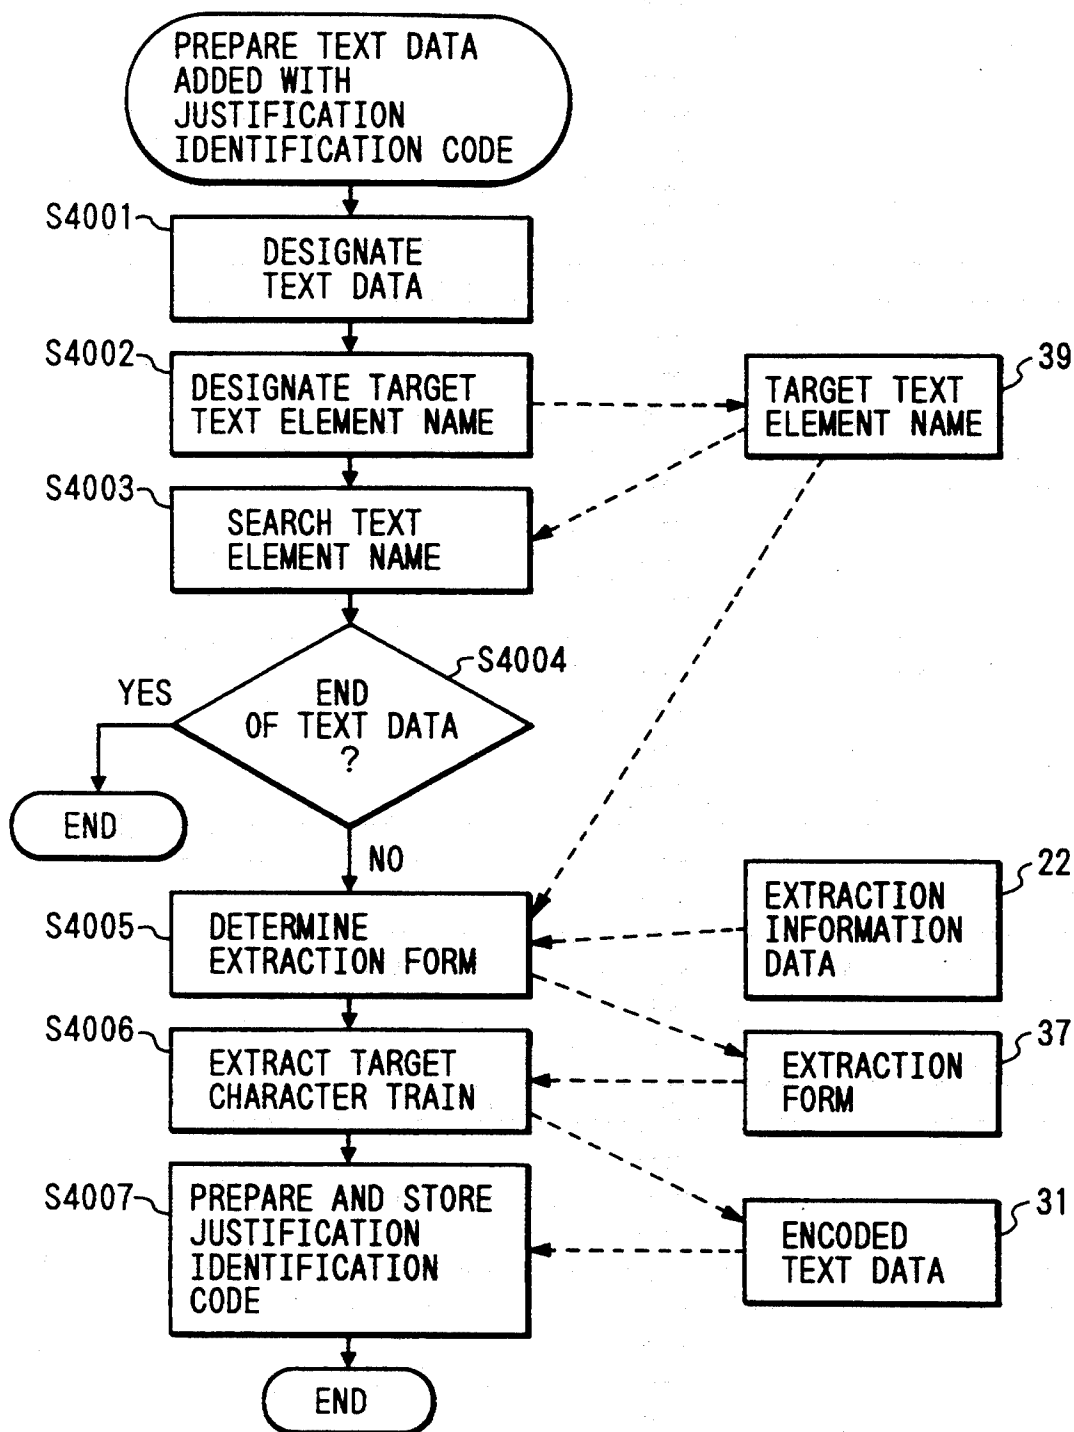 PREPARE TEXT DATA
ADDED WITH
JUSTIFICATION
IDENTIFICATION CODE
S4001
DESIGNATE
TEXT DATA
S4002
DESIGNATE TARGET
TEXT ELEMENT NAME
39
TARGET TEXT
ELEMENT NAME
S4003
SEARCH TEXT
ELEMENT NAME
S4004
END
OF TEXT DATA
?
YES
END
NO
22
EXTRACTION
INFORMATION
DATA
S4005
DETERMINE
EXTRACTION FORM
37
EXTRACTION
FORM
S4006
EXTRACT TARGET
CHARACTER TRAIN
31
ENCODED
TEXT DATA
S4007
PREPARE AND STORE
JUSTIFICATION
IDENTIFICATION
CODE
END